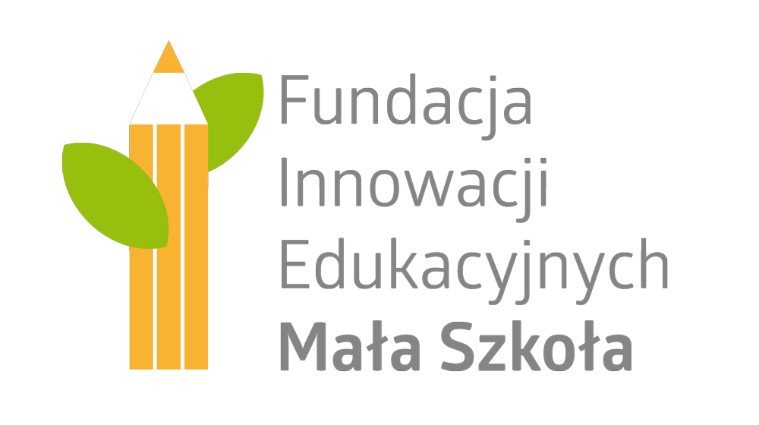 Fundacja
Innowacji
Edukacyjnych
Mała Szkoła